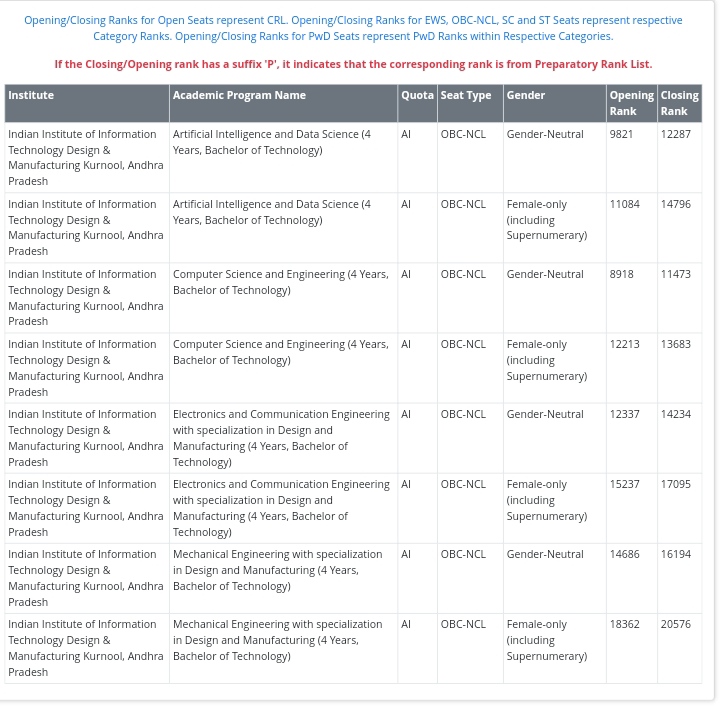 Opening/Closing Ranks for Open Seats represent CRL. Opening/Closing Ranks for EWS, OBC-NCL, SC and ST Seats represent respective
Category Ranks. Opening/Closing Ranks for PwD Seats represent PwD Ranks within Respective Categories.
If the Closing/Opening rank has a suffix 'P', it indicates that the corresponding rank is from Preparatory Rank List.
Institute Academic Program Name Quota Seat Type Gender Opening Closing
Rank Rank
Indian Institute of Information Artificial Intelligence and Data Science (4 AI OBC-NCL Gender-Neutral 9821 12287
Technology Design & Years, Bachelor of Technology)
Manufacturing Kurnool, Andhra
Pradesh
Indian Institute of Information Artificial Intelligence and Data Science (4 AI OBC-NCL Female-only 11084 14796
Technology Design & Years, Bachelor of Technology) (including
Manufacturing Kurnool, Andhra Supernumerary)
Pradesh
Indian Institute of Information Computer Science and Engineering (4 Years, AI OBC-NCL Gender-Neutral 8918 11473
Technology Design & Bachelor of Technology)
Manufacturing Kurnool, Andhra
Pradesh
Indian Institute of Information Computer Science and Engineering (4 Years, AI OBC-NCL Female-only 12213 13683
Technology Design & Bachelor of Technology) (including
Manufacturing Kurnool, Andhra Supernumerary)
Pradesh
Indian Institute of Information Electronics and Communication Engineering AI OBC-NCL Gender-Neutral 12337 14234
Technology Design & with specialization in Design and
Manufacturing Kurnool, Andhra Manufacturing (4 Years, Bachelor of
Pradesh Technology)
Indian Institute of Information Electronics and Communication Engineering AI OBC-NCL Female-only 15237 17095
Technology Design & with specialization in Design and (including
Manufacturing Kurnool, Andhra Manufacturing (4 Years, Bachelor of Supernumerary)
Pradesh Technology)
Indian Institute of Information Mechanical Engineering with specialization AI OBC-NCL Gender-Neutral 14686 16194
Technology Design & in Design and Manufacturing (4 Years,
Manufacturing Kurnool, Andhra Bachelor of Technology)
Pradesh
Indian Institute of Information Mechanical Engineering with specialization AI OBC-NCL Female-only 18362 20576
Technology Design & in Design and Manufacturing (4 Years, (including
Manufacturing Kurnool, Andhra Bachelor of Technology) Supernumerary)
Pradesh